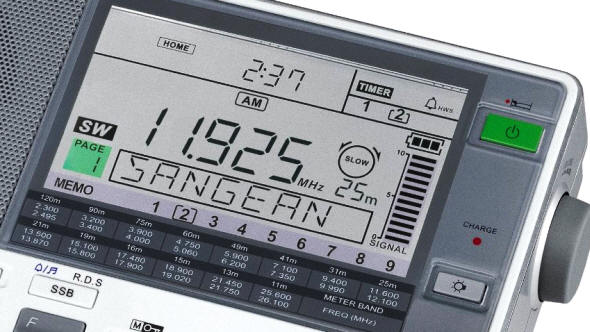 HOME
2:37
TIMER
1 2
HWS
AM
SW
11.925 MHz
SLOW
25m
PAGE
1
SANGEAN
10
5
0
SIGNAL
MEMO
1 2 3 4 5 6 7 8 9
120m 90m 75m 60m 49m 41m 31m 25m
2.300 3.200 3.900 4.750 5.900 7.100 9.400 11.600
2.495 3.400 4.000 5.060 6.200 7.350 9.990 12.100
21m 19m 16m 15m 13m 11m METER BAND
13.500 15.100 17.480 18.900 21.450 25.600 FREQ (MHz)
13.870 15.800 17.900 19.020 21.750 26.100
CHARGE
R.D.S
SSB
F
M